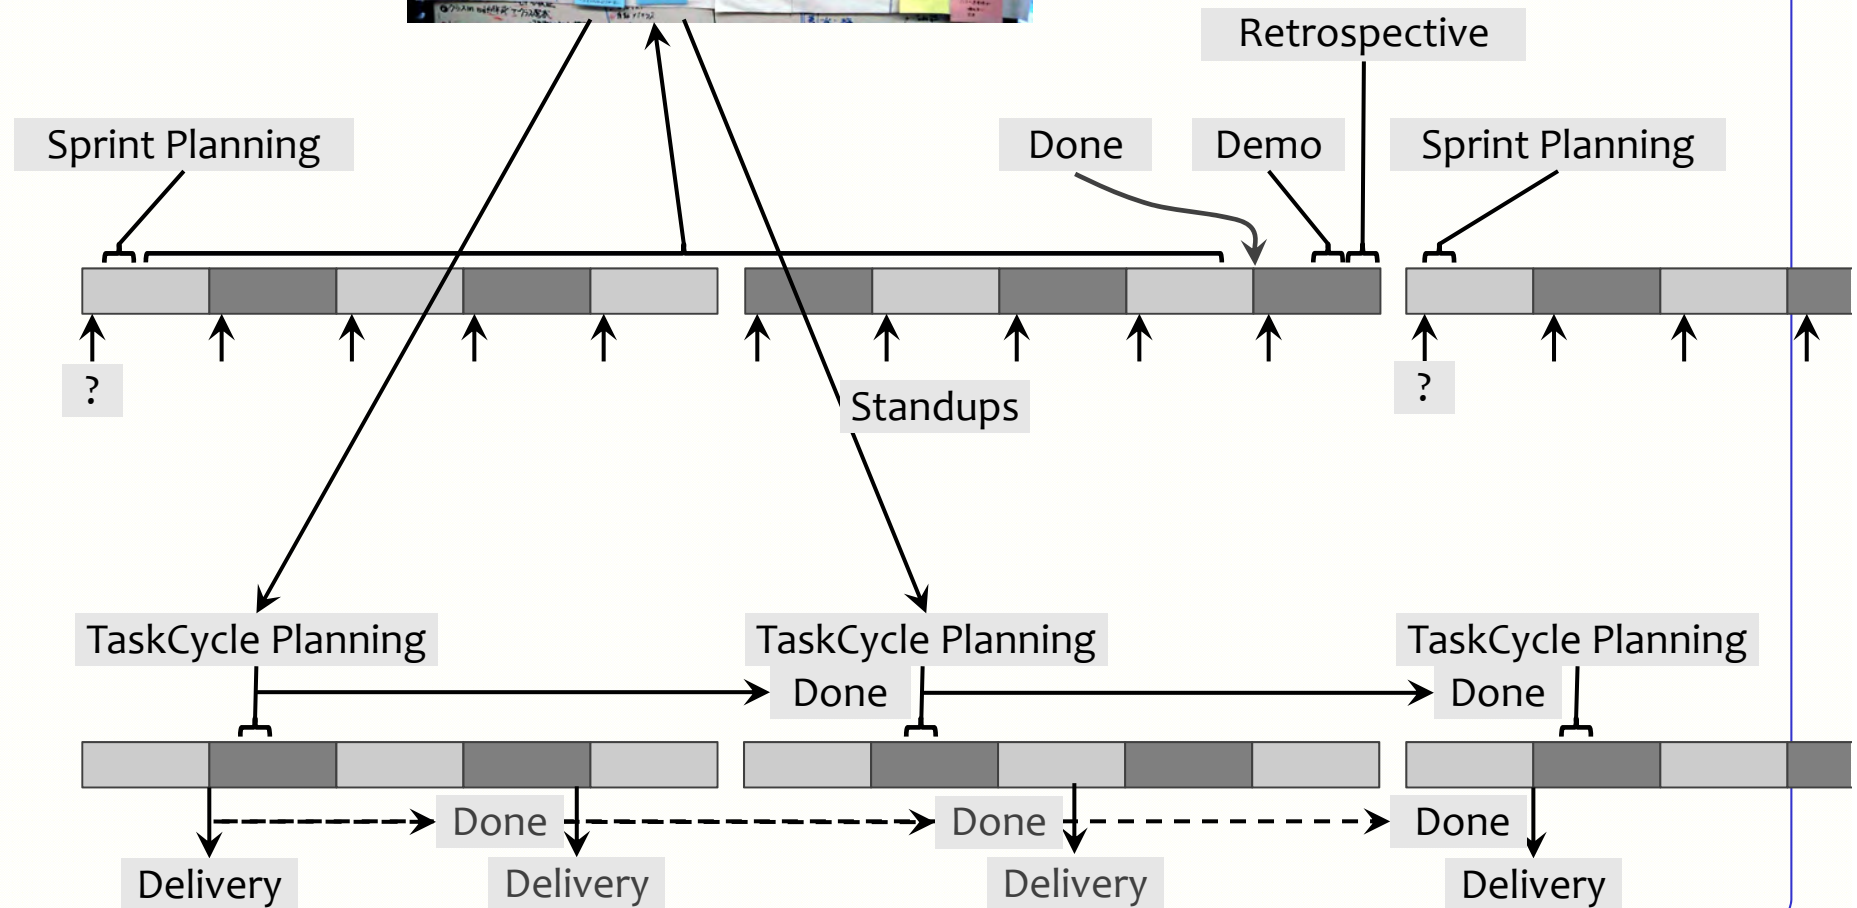 Retrospective
Sprint Planning
Done
Demo
Sprint Planning
?
Standups
?
TaskCycle Planning
TaskCycle Planning
TaskCycle Planning
Done
Done
Done
Done
Done
Delivery
Delivery
Delivery
Delivery